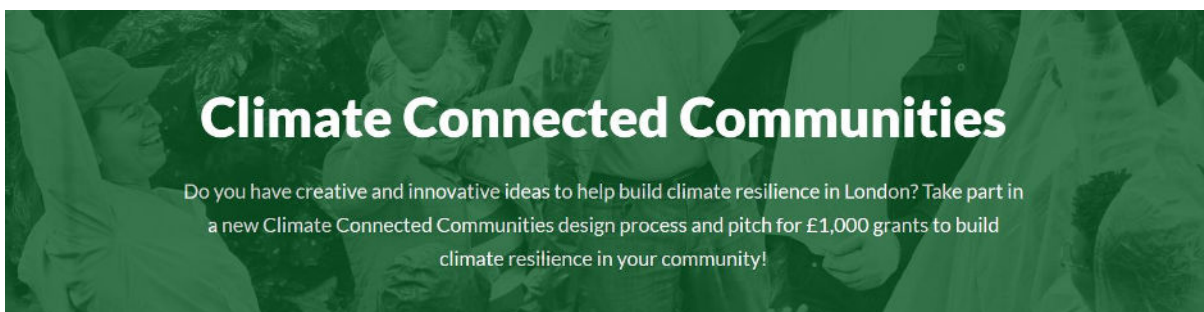 Climate Connected Communities
Do you have creative and innovative ideas to help build climate resilience in London? Take part in
a new Climate Connected Communities design process and pitch for £1,000 grants to build
climate resilience in your community!